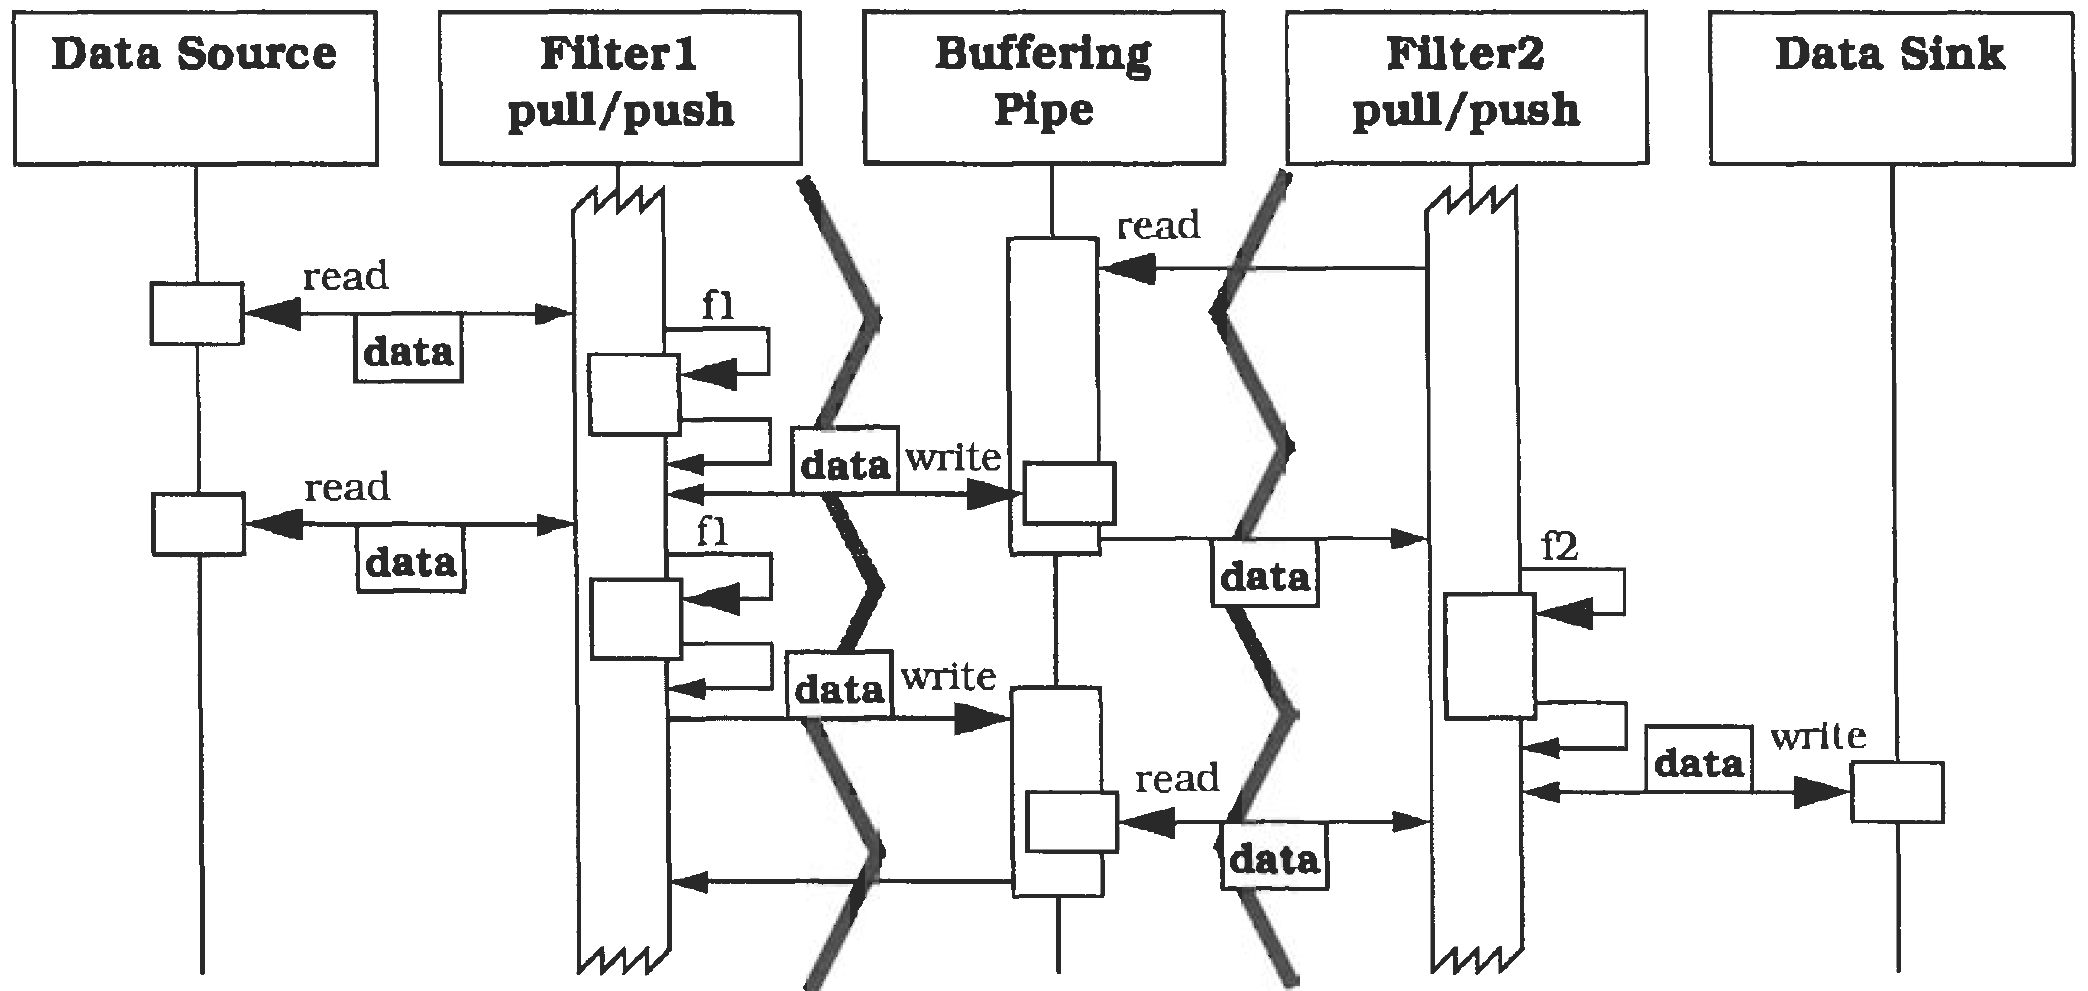 Data Source
Filter1
pull/push
Buffering
Pipe
Filter2
pull/push
Data Sink
read
read
f1
data
data
write
read
f1
f2
data
data
data
write
data
write
read
data